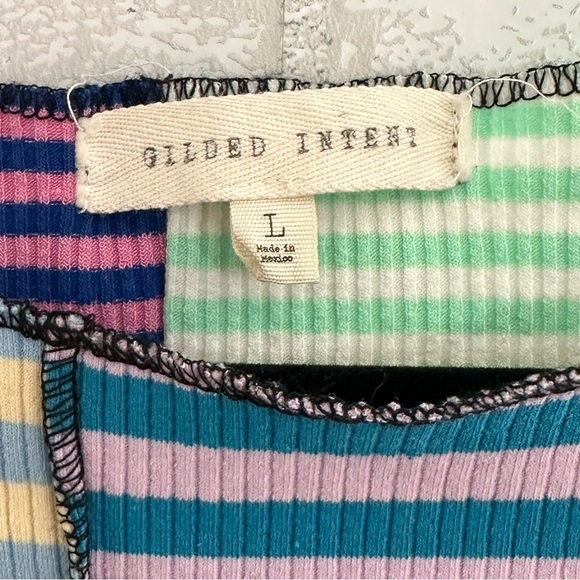 GILDED INTENT
L
Made in
Mexico